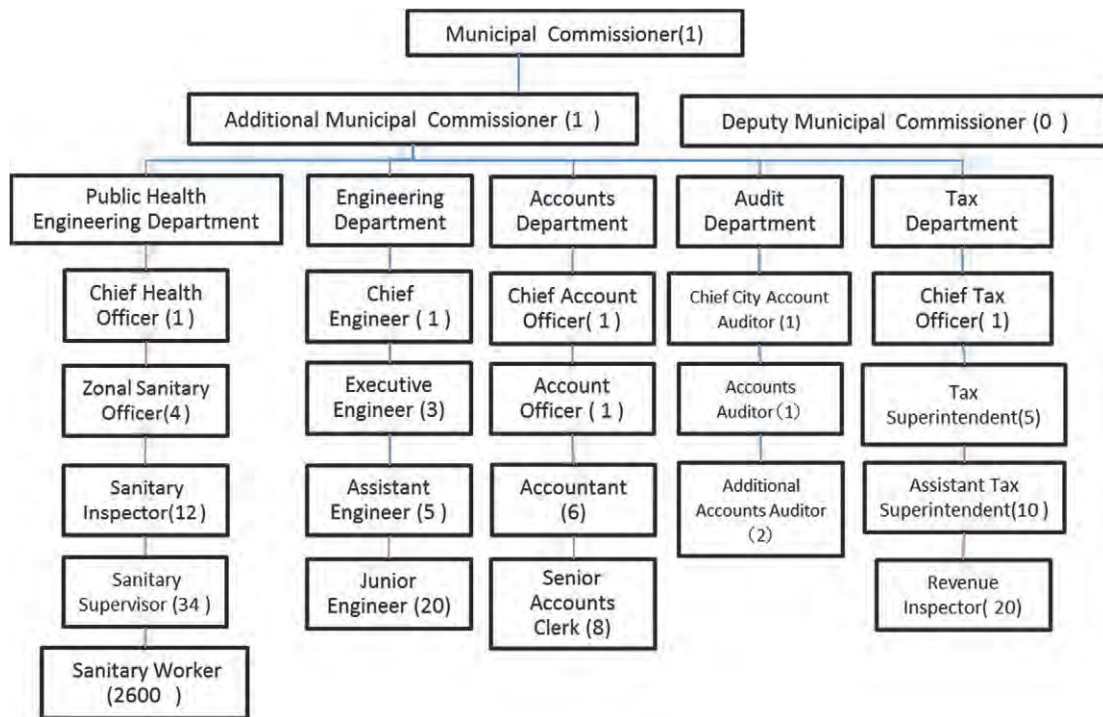 Municipal Commissioner(1)
Additional Municipal Commissioner (1 )
Deputy Municipal Commissioner (0 )
Public Health
Engineering Department
Engineering
Department
Accounts
Department
Audit
Department
Tax
Department
Chief Health
Officer (1 )
Chief
Engineer ( 1 )
Chief Account
Officer( 1 )
Chief City Account
Auditor (1)
Chief Tax
Officer( 1)
Zonal Sanitary
Officer(4)
Executive
Engineer (3)
Account
Officer ( 1 )
Accounts
Auditor (1)
Tax
Superintendent(5)
Sanitary
Inspector(12)
Assistant
Engineer ( 5 )
Accountant
(6)
Additional
Accounts Auditor
(2)
Assistant Tax
Superintendent(10 )
Sanitary
Supervisor (34 )
Junior
Engineer (20)
Senior
Accounts
Clerk (8)
Revenue
Inspector( 20)
Sanitary Worker
(2600 )